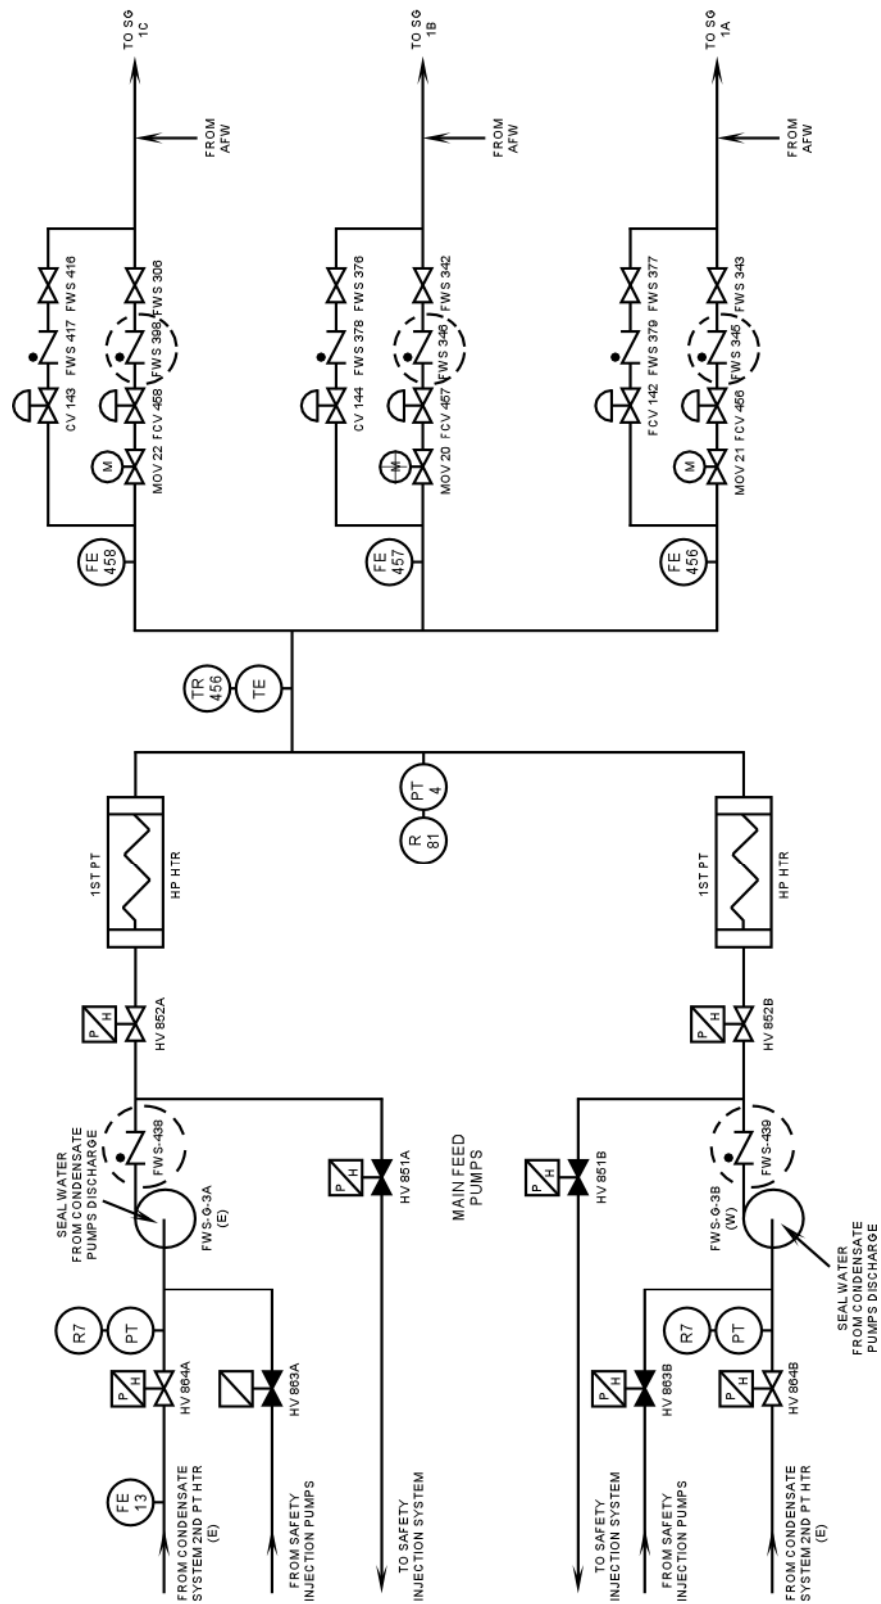 TO SG
1C
TO SG
1B
TO SG
1A
FROM
AFW
FROM
AFW
FROM
AFW
CV 143
FWS 417
FWS 416
MOV 22
FCV 458
FWS 398
FWS 306
M
FE
458
CV 144
FWS 378
FWS 376
MOV 20
FCV 457
FWS 346
FWS 342
M
FE
457
FCV 142
FWS 379
FWS 377
MOV 21
FCV 456
FWS 345
FWS 343
M
FE
456
TR
456
TE
PT
4
R
81
1ST PT
HP HTR
1ST PT
HP HTR
P H
HV 852A
P H
HV 852B
SEAL WATER
FROM CONDENSATE
PUMPS DISCHARGE
FWS-438
FWS-G-3A
(E)
P H
HV 851A
MAIN FEED
PUMPS
P H
HV 851B
FWS-439
FWS-G-3B
(W)
SEAL WATER
FROM CONDENSATE
PUMPS DISCHARGE
R7
PT
P H
HV 864A
HV 863A
R7
PT
P H
HV 863B
P H
HV 864B
FE
13
FROM CONDENSATE
SYSTEM 2ND PT HTR
(E)
FROM SAFETY
INJECTION PUMPS
TO SAFETY
INJECTION SYSTEM
TO SAFETY
INJECTION SYSTEM
FROM SAFETY
INJECTION PUMPS
FROM CONDENSATE
SYSTEM 2ND PT HTR
(E)